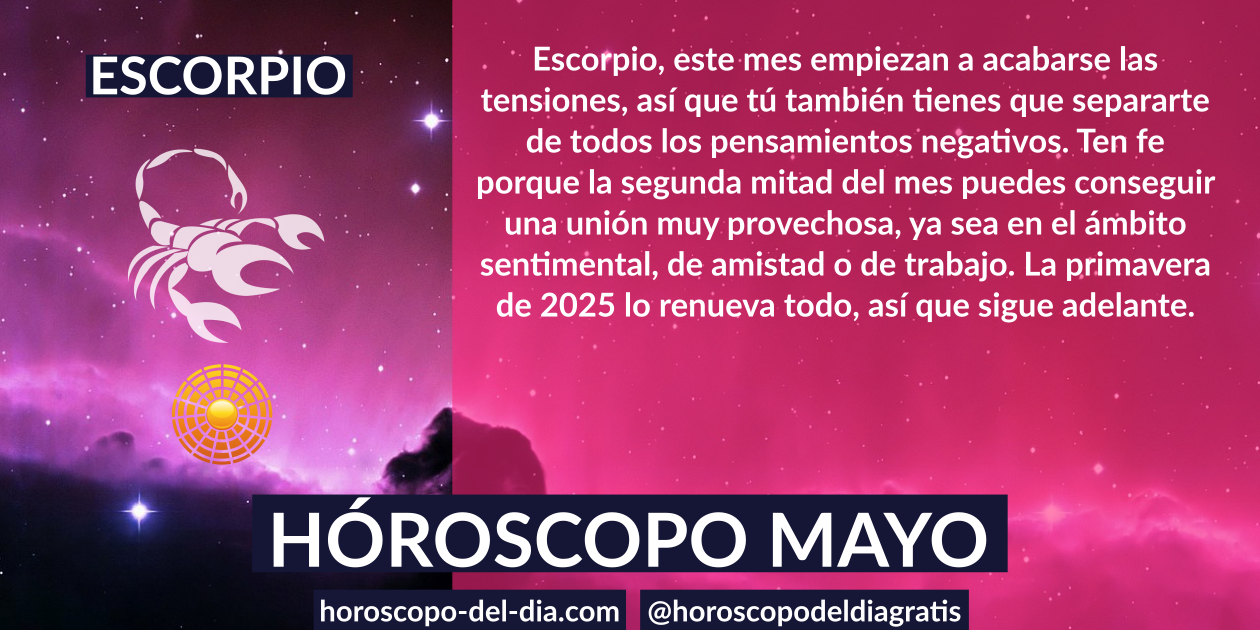 ESCORPIO
Escorpio, este mes empiezan a acabarse las
tensiones, así que tú también tienes que separarte
de todos los pensamientos negativos. Ten fe
porque la segunda mitad del mes puedes conseguir
una unión muy provechosa, ya sea en el ámbito
sentimental, de amistad o de trabajo. La primavera
de 2025 lo renueva todo, así que sigue adelante.
HÓROSCOPO MAYO
horoscopo-del-dia.com
@horoscopodeldiagratis